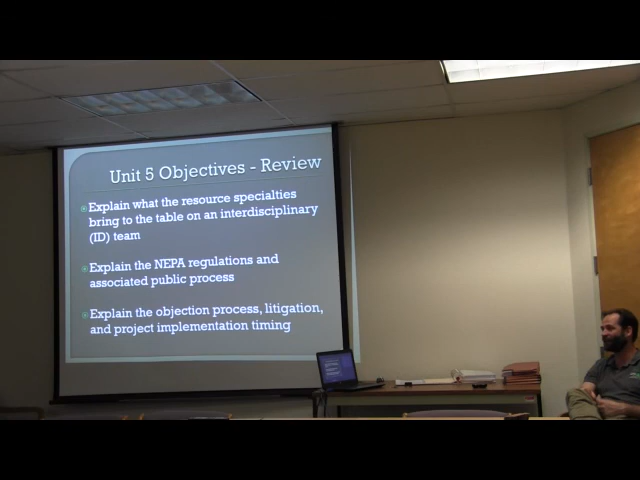 Unit 5 Objectives - Review
Explain what the resource specialties
bring to the table on an interdisciplinary
(ID) team
Explain the NEPA regulations and
associated public process
Explain the objection process, litigation,
and project implementation timing